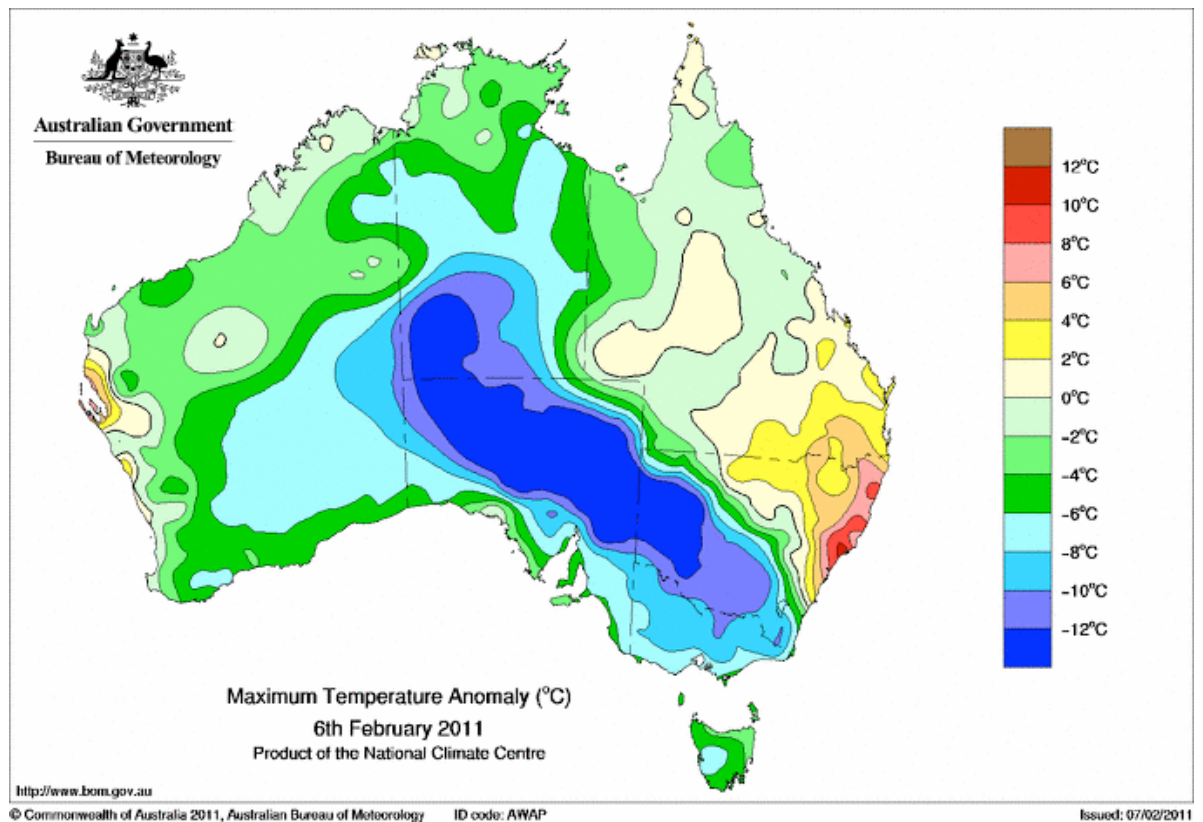 Australian Government
Bureau of Meteorology
12°C
10°C
8°C
6°C
4°C
2°C
0°C
−2°C
−4°C
−6°C
−8°C
−10°C
−12°C
Maximum Temperature Anomaly (°C)
6th February 2011
Product of the National Climate Centre
http://www.bom.gov.au
© Commonwealth of Australia 2011, Australian Bureau of Meteorology ID code: AWAP Issued: 07/02/2011